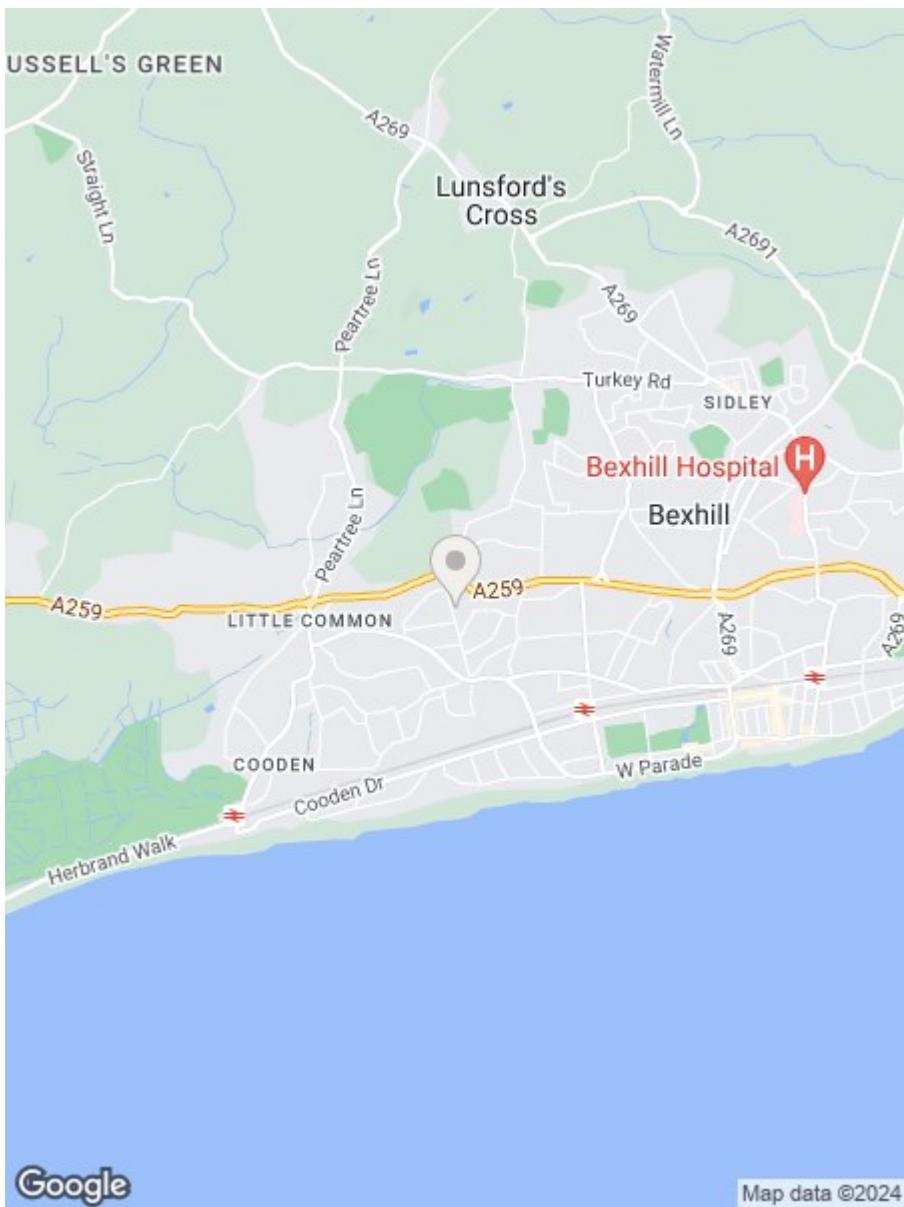 USSELL'S GREEN
Watermill Ln
A269
Straight Ln
Lunsford's
Cross
A2691
Peartree Ln
A269
Turkey Rd
SIDLEY
Bexhill Hospital
H
Bexhill
Peartree Ln
A259
A259
LITTLE COMMON
A269
A269
COODEN
W Parade
Cooden Dr
Herbrand Walk
Google
Map data ©2024